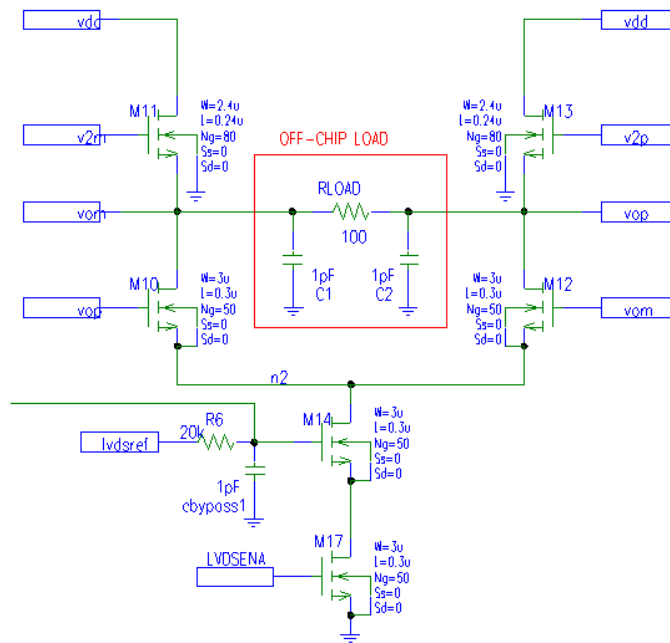 vdd
vdd
M11
W=2.4u
l=0.24u
Ng=80
Ss=0
Sd=0
W=2.4u
l=0.24u
Ng=80
Ss=0
Sd=0
M13
v2m
v2p
OFF-CHIP LOAD
RLOAD
100
vom
vop
1pF
C1
1pF
C2
M10
W=3u
l=0.3u
Ng=50
Ss=0
Sd=0
W=3u
l=0.3u
Ng=50
Ss=0
Sd=0
M12
vop
vom
n2
R6
20k
lvdsref
M14
W=3u
l=0.3u
Ng=50
Ss=0
Sd=0
1pF
cbypass1
LVDSENA
M17
W=3u
l=0.3u
Ng=50
Ss=0
Sd=0